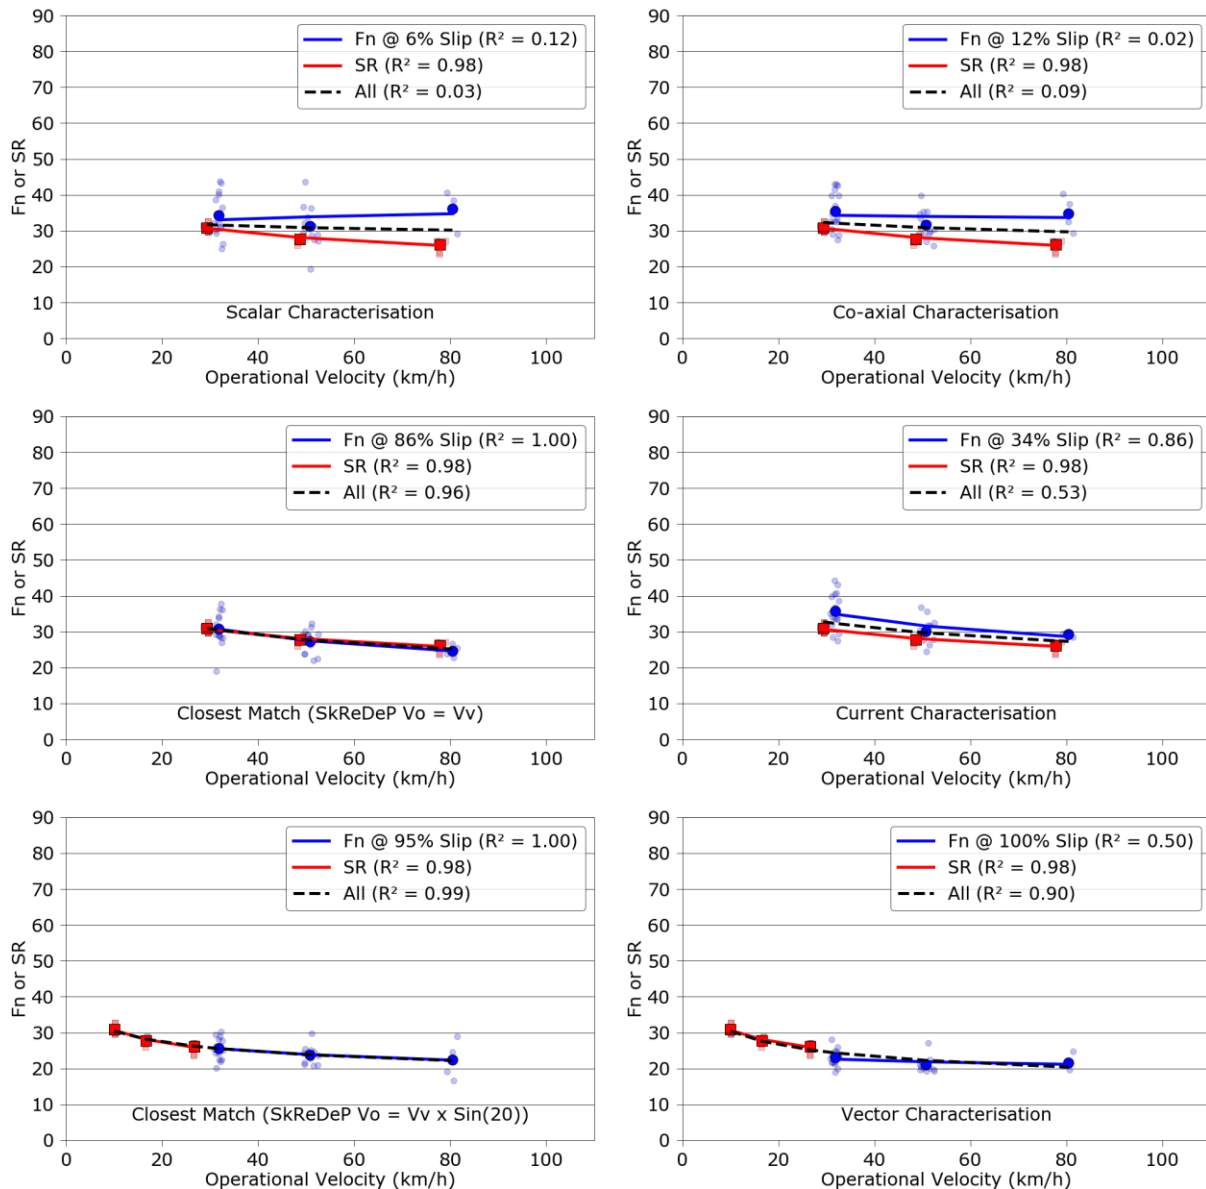 90
80
70
60
50
40
30
20
10
0
Fn or SR
Fn @ 6% Slip (R² = 0.12)
SR (R² = 0.98)
All (R² = 0.03)
Scalar Characterisation
0 20 40 60 80 100
Operational Velocity (km/h)
90
80
70
60
50
40
30
20
10
0
Fn or SR
Fn @ 12% Slip (R² = 0.02)
SR (R² = 0.98)
All (R² = 0.09)
Co-axial Characterisation
0 20 40 60 80 100
Operational Velocity (km/h)
90
80
70
60
50
40
30
20
10
0
Fn or SR
Fn @ 86% Slip (R² = 1.00)
SR (R² = 0.98)
All (R² = 0.96)
Closest Match (SkReDeP Vo = Vv)
0 20 40 60 80 100
Operational Velocity (km/h)
90
80
70
60
50
40
30
20
10
0
Fn or SR
Fn @ 34% Slip (R² = 0.86)
SR (R² = 0.98)
All (R² = 0.53)
Current Characterisation
0 20 40 60 80 100
Operational Velocity (km/h)
90
80
70
60
50
40
30
20
10
0
Fn or SR
Fn @ 95% Slip (R² = 1.00)
SR (R² = 0.98)
All (R² = 0.99)
Closest Match (SkReDeP Vo = Vv x Sin(20))
0 20 40 60 80 100
Operational Velocity (km/h)
90
80
70
60
50
40
30
20
10
0
Fn or SR
Fn @ 100% Slip (R² = 0.50)
SR (R² = 0.98)
All (R² = 0.90)
Vector Characterisation
0 20 40 60 80 100
Operational Velocity (km/h)